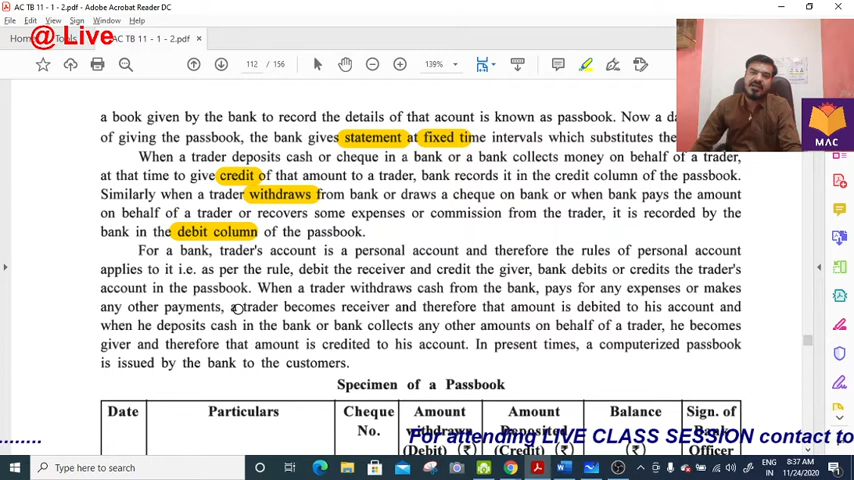 AC TB 11 - 1 - 2.pdf - Adobe Acrobat Reader DC
File Edit View Sign Window Help
@ Live
Home Tools AC TB 11 - 1 - 2.pdf ×
112 / 156
139%
a book given by the bank to record the details of that acount is known as passbook. Now a
of giving the passbook, the bank gives statement at fixed time intervals which substitutes the
When a trader deposits cash or cheque in a bank or a bank collects money on behalf of a trader,
at that time to give credit of that amount to a trader, bank records it in the credit column of the passbook.
Similarly when a trader withdraws from bank or draws a cheque on bank or when bank pays the amount
on behalf of a trader or recovers some expenses or commission from the trader, it is recorded by the
bank in the debit column of the passbook.
For a bank, trader's account is a personal account and therefore the rules of personal account
applies to it i.e. as per the rule, debit the receiver and credit the giver, bank debits or credits the trader's
account in the passbook. When a trader withdraws cash from the bank, pays for any expenses or makes
any other payments, a trader becomes receiver and therefore that amount is debited to his account and
when he deposits cash in the bank or bank collects any other amounts on behalf of a trader, he becomes
giver and therefore that amount is credited to his account. In present times, a computerized passbook
is issued by the bank to the customers.
Specimen of a Passbook
Date Particulars Cheque No. Amount withdrawn (Debit) (₹) Amount Deposited (Credit) (₹) Balance (₹) Sign. of Bank Officer
........ For attending LIVE CLASS SESSION contact to
MAC
Type here to search
ENG
IN
8:37 AM
11/24/2020